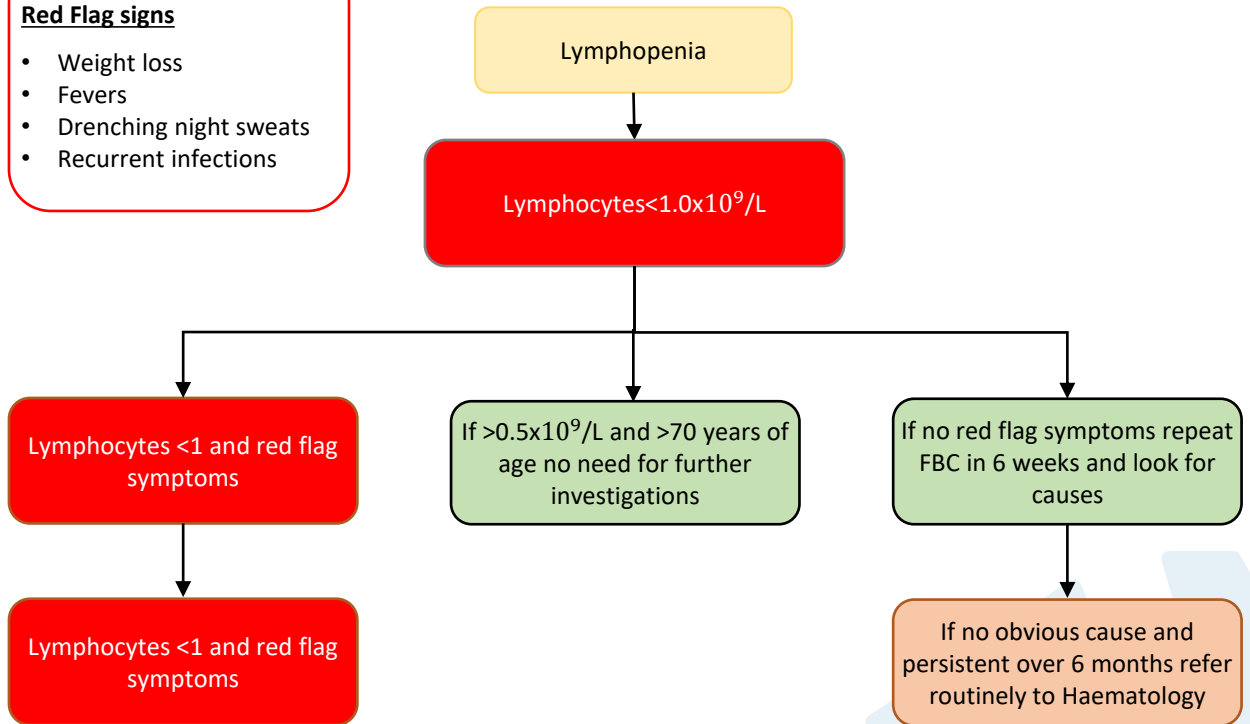 Red Flag signs
• Weight loss
• Fevers
• Drenching night sweats
• Recurrent infections
Lymphopenia
Lymphocytes<1.0x10⁹/L
Lymphocytes <1 and red flag
symptoms
If >0.5x10⁹/L and >70 years of
age no need for further
investigations
If no red flag symptoms repeat
FBC in 6 weeks and look for
causes
Lymphocytes <1 and red flag
symptoms
If no obvious cause and
persistent over 6 months refer
routinely to Haematology